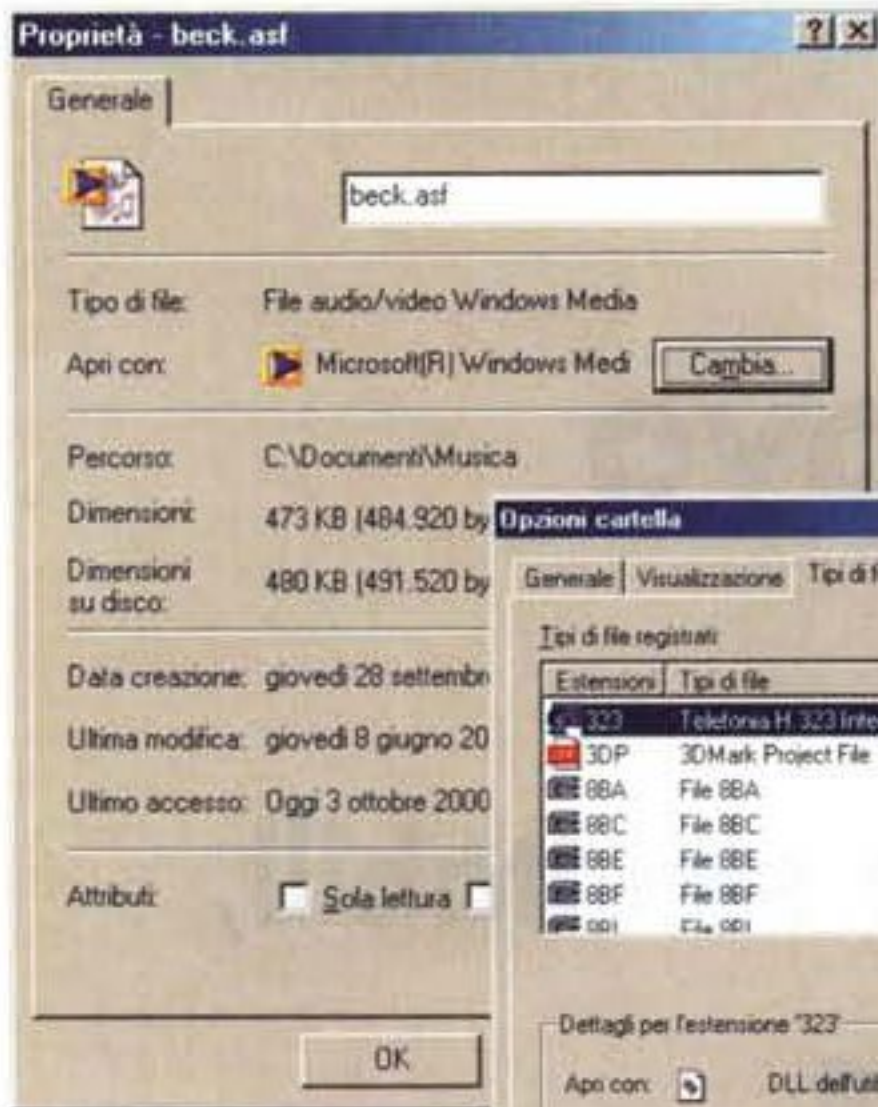 Proprietà - beck.asf
Generale
beck.asf
Tipo di file: File audio/video Windows Media
Apri con: Microsoft(R) Windows Medi Cambia...
Percorso: C:\Documenti\Musica
Dimensioni: 473 KB (484.920 by
Dimensioni su disco: 480 KB (491.520 by
Data creazione: giovedì 28 settembre
Ultima modifica: giovedì 8 giugno 20
Ultimo accesso: Oggi 3 ottobre 2000
Attributi: Sola lettura
OK
Opzioni cartella
Generale Visualizzazione Tipi di f
Tipi di file registrati:
Estensioni Tipi di file
323 Telefonia H.323 Inte
3DP 3DMark Project File
8BA File 8BA
8BC File 8BC
8BE File 8BE
8BF File 8BF
8BI File 8BI
Dettagli per l'estensione '323'
Apri con: DLL dell'uti